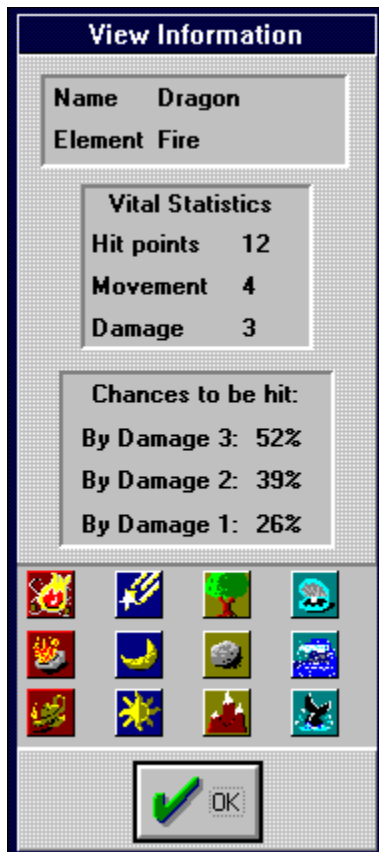 View Information
Name Dragon
Element Fire
Vital Statistics
Hit points 12
Movement 4
Damage 3
Chances to be hit:
By Damage 3: 52%
By Damage 2: 39%
By Damage 1: 26%
OK